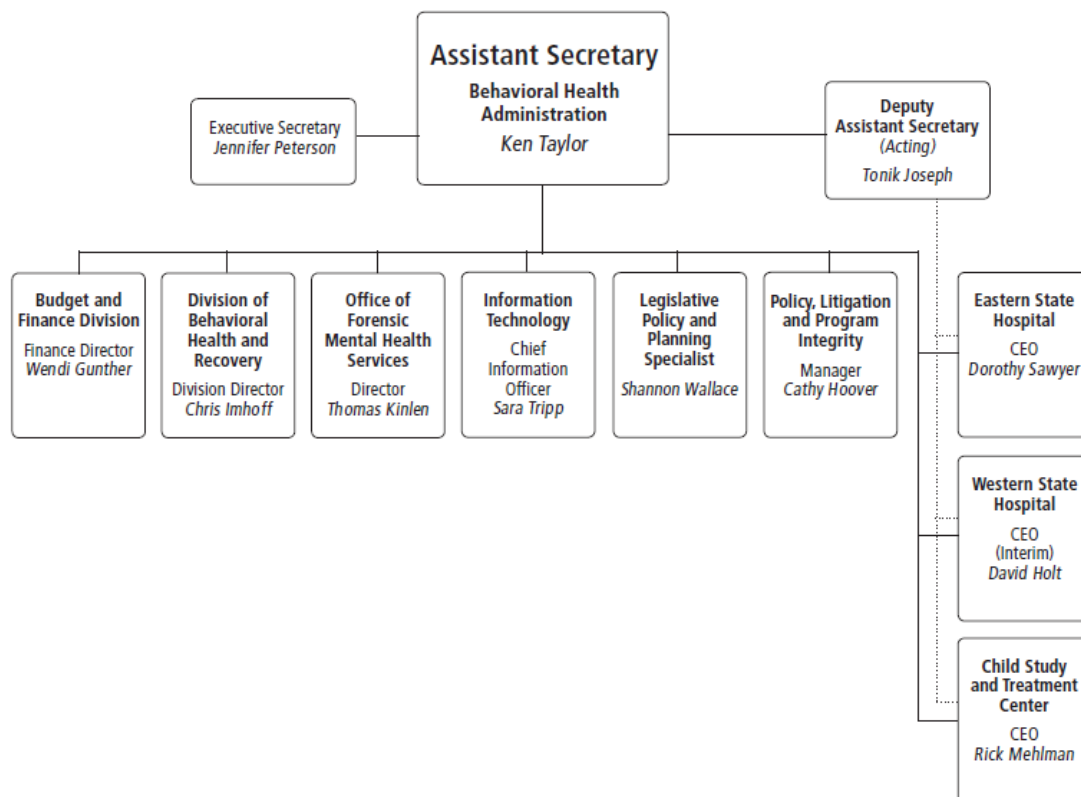 Assistant Secretary
Behavioral Health
Administration
Ken Taylor
Executive Secretary
Jennifer Peterson
Deputy
Assistant Secretary
(Acting)
Tonik Joseph
Budget and
Finance Division
Finance Director
Wendi Gunther
Division of
Behavioral
Health and
Recovery
Division Director
Chris Imhoff
Office of
Forensic
Mental Health
Services
Director
Thomas Kinlen
Information
Technology
Chief
Information
Officer
Sara Tripp
Legislative
Policy and
Planning
Specialist
Shannon Wallace
Policy, Litigation
and Program
Integrity
Manager
Cathy Hoover
Eastern State
Hospital
CEO
Dorothy Sawyer
Western State
Hospital
CEO
(Interim)
David Holt
Child Study
and Treatment
Center
CEO
Rick Mehlman